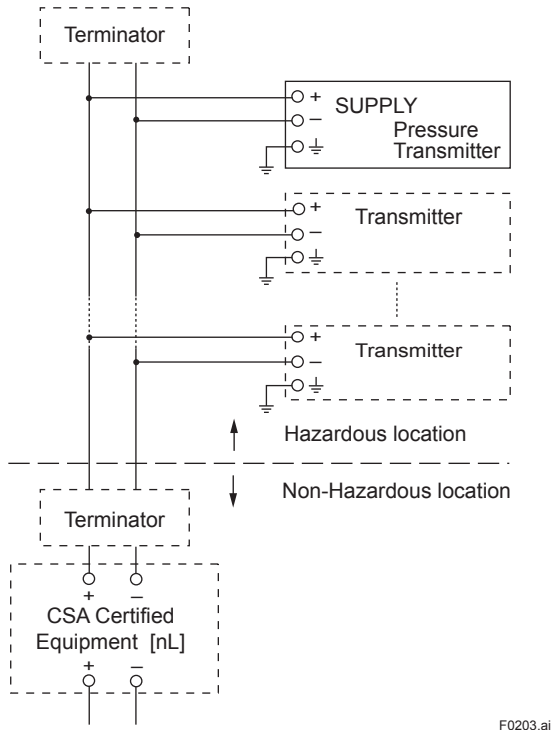 Terminator
+
SUPPLY
–
Pressure
Transmitter
+
Transmitter
–
+
Transmitter
–
Hazardous location
Non-Hazardous location
Terminator
+ –
CSA Certified
Equipment [nL]
+ –
F0203.ai